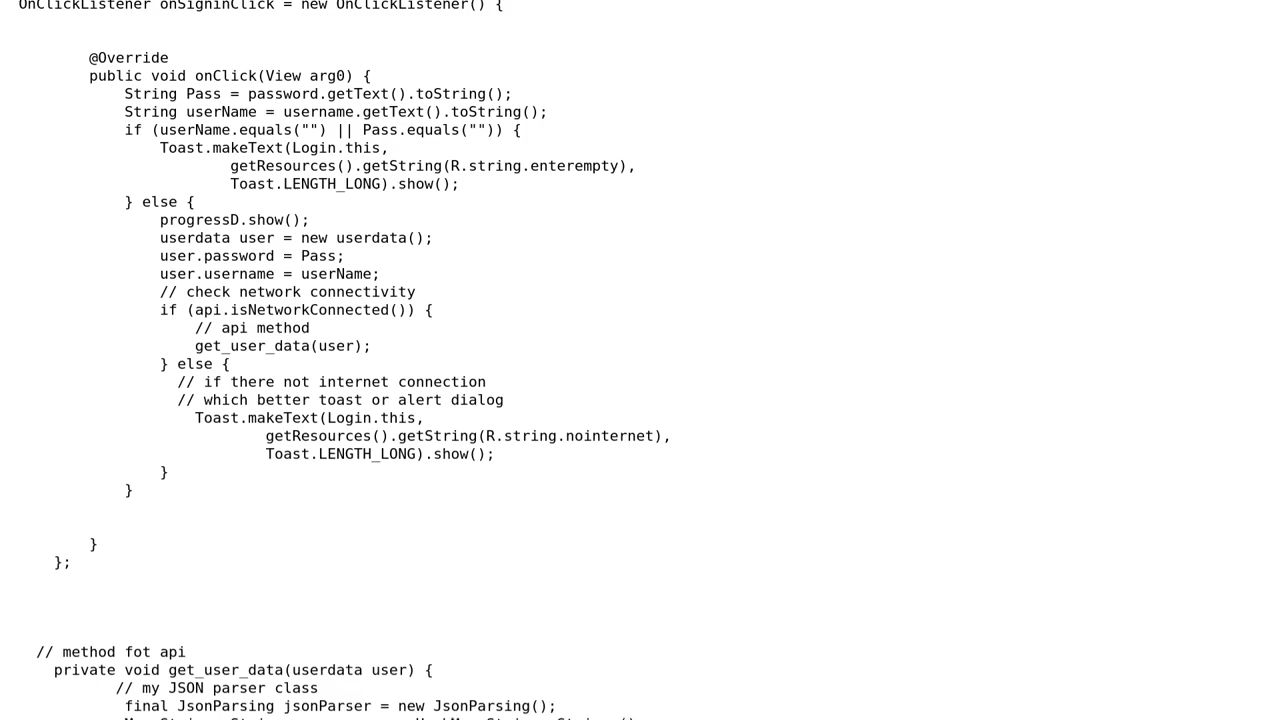 OnClickListener onSigninClick = new OnClickListener() {
@Override
public void onClick(View arg0) {
String Pass = password.getText().toString();
String userName = username.getText().toString();
if (userName.equals("") || Pass.equals("")) {
Toast.makeText(Login.this,
getResources().getString(R.string.enterempty),
Toast.LENGTH_LONG).show();
} else {
progressD.show();
userdata user = new userdata();
user.password = Pass;
user.username = userName;
// check network connectivity
if (api.isNetworkConnected()) {
// api method
get_user_data(user);
} else {
// if there not internet connection
// which better toast or alert dialog
Toast.makeText(Login.this,
getResources().getString(R.string.nointernet),
Toast.LENGTH_LONG).show();
}
}
}
};
// method fot api
private void get_user_data(userdata user) {
// my JSON parser class
final JsonParsing jsonParser = new JsonParsing();